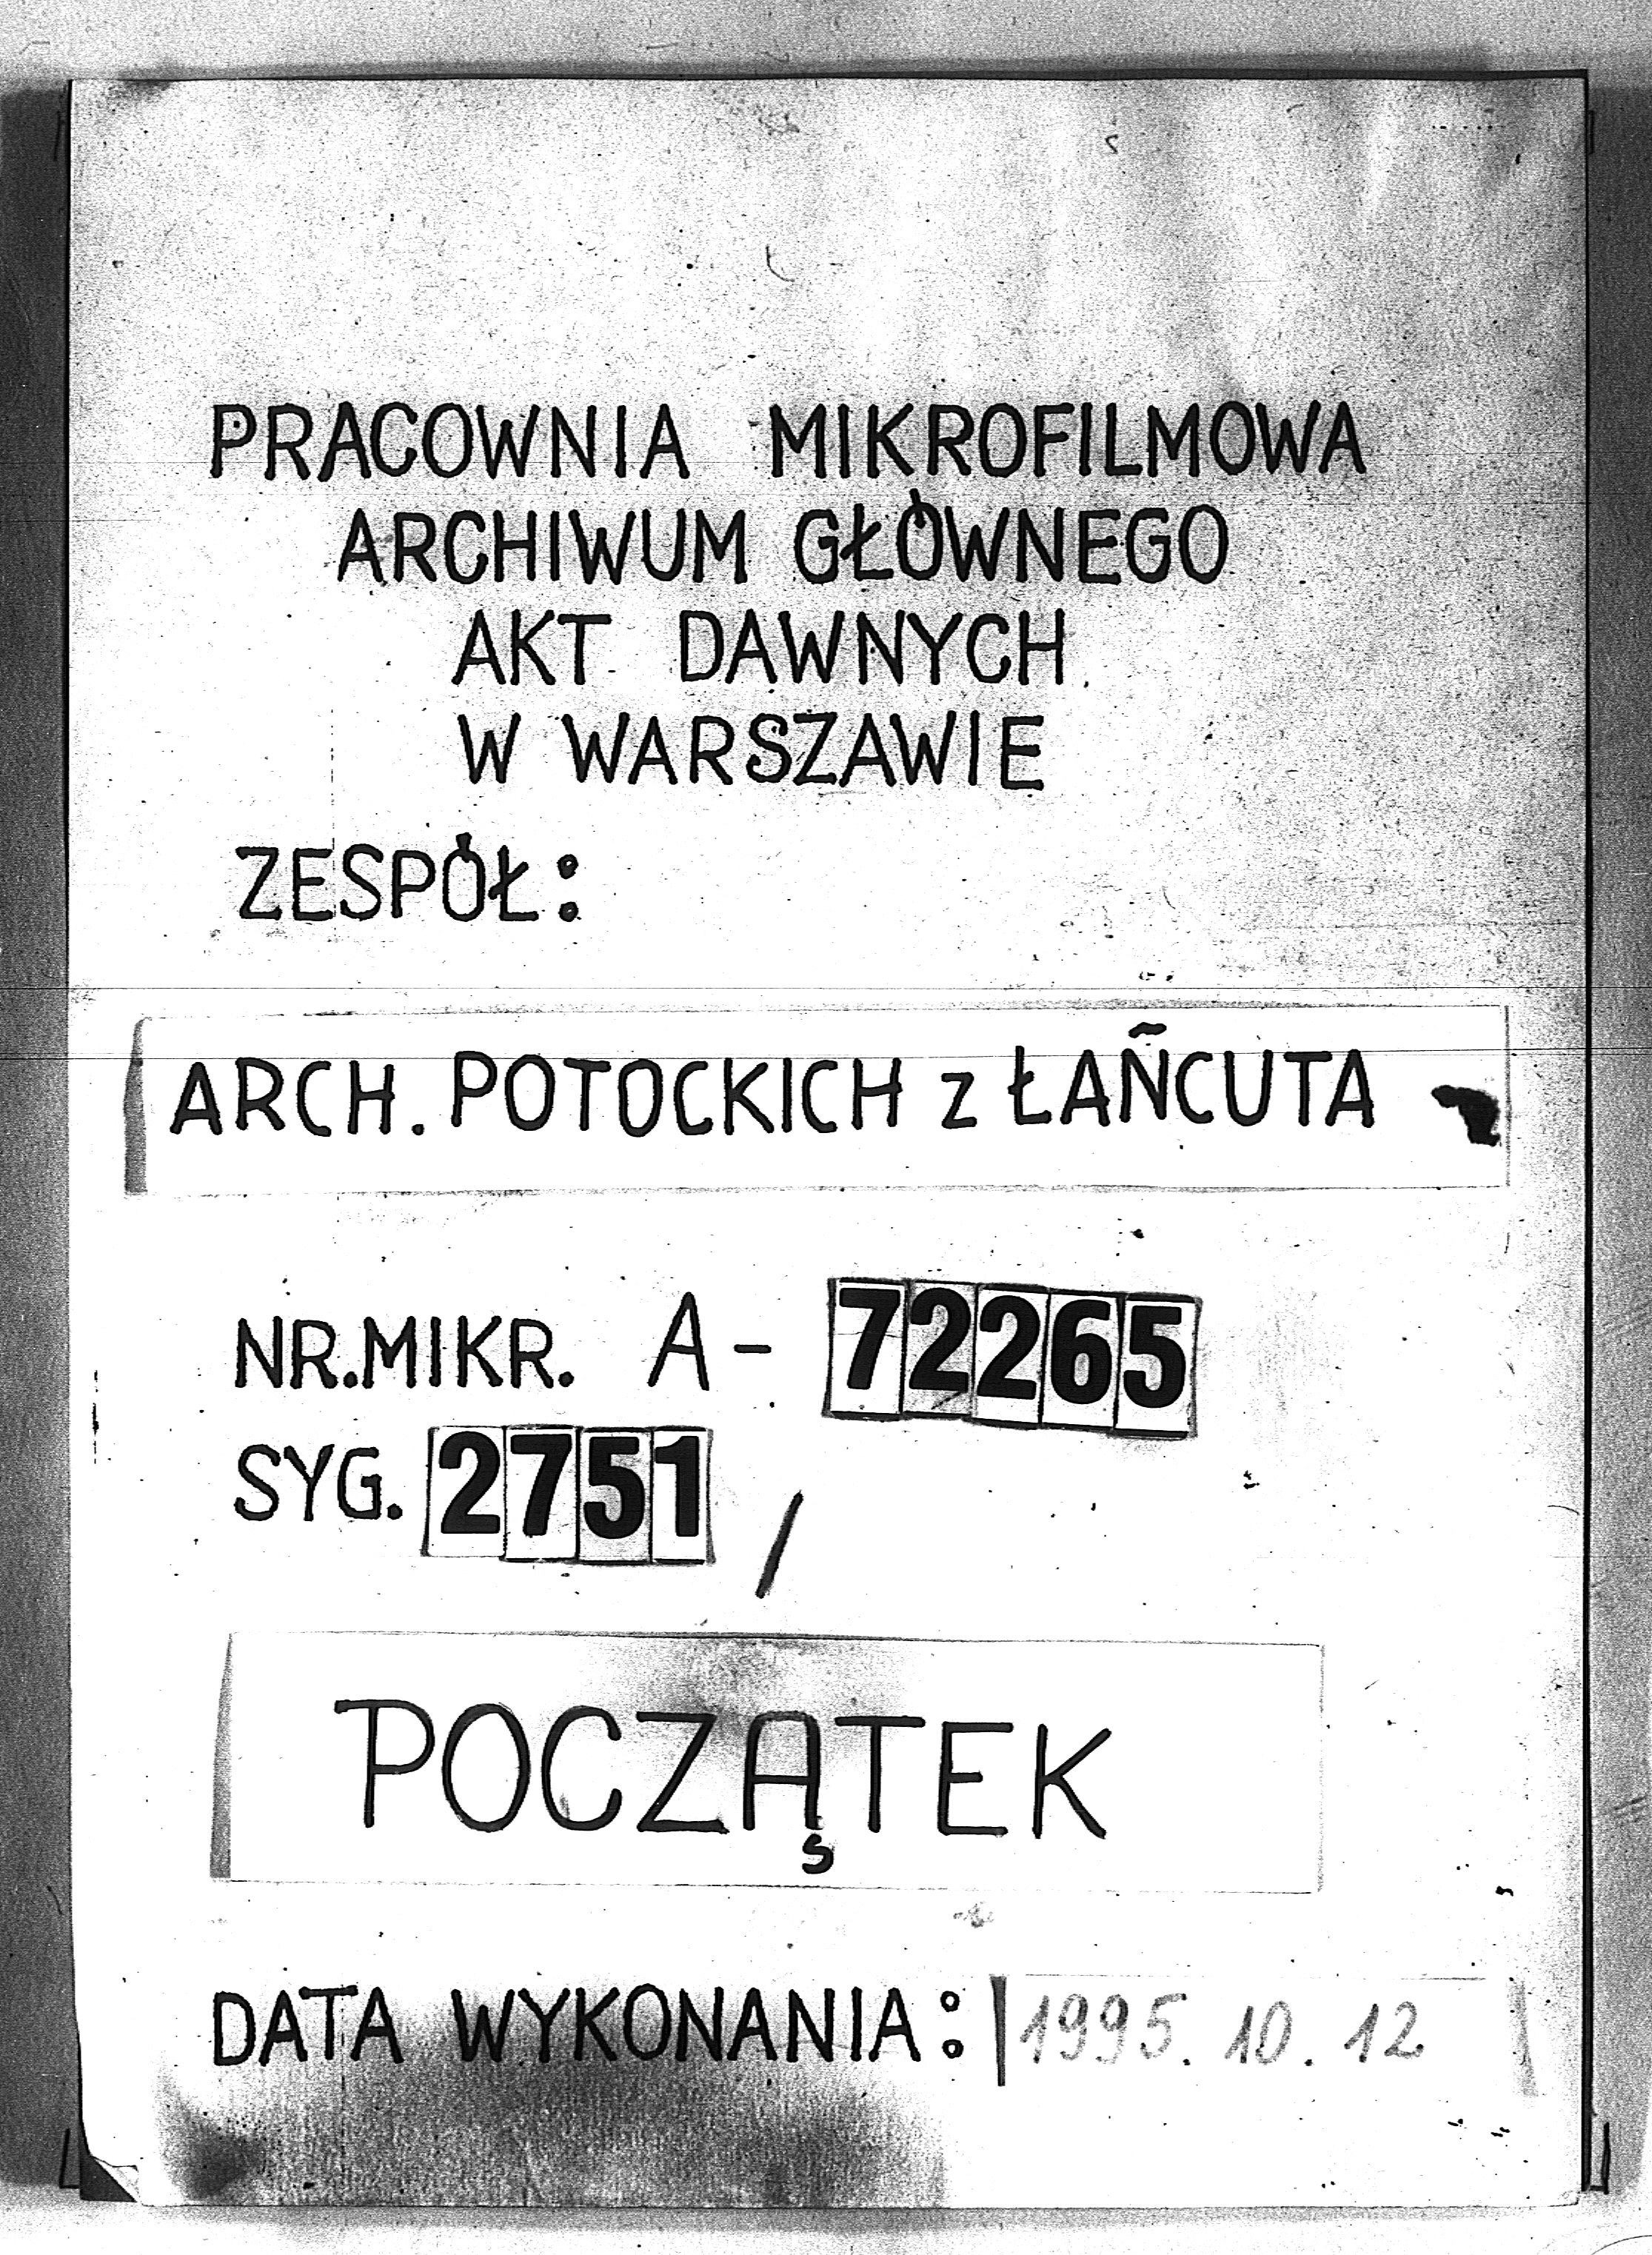 PRACOWNIA MIKROFILMOWA
ARCHIWUM GŁÓWNEGO
AKT DAWNYCH
W WARSZAWIE
ZESPÓŁ:
ARCH. POTOCKICH z ŁAŃCUTA
NR.MIKR. A- 72265
SYG. 2751 /
POCZĄTEK
DATA WYKONANIA: 1995. 10. 12